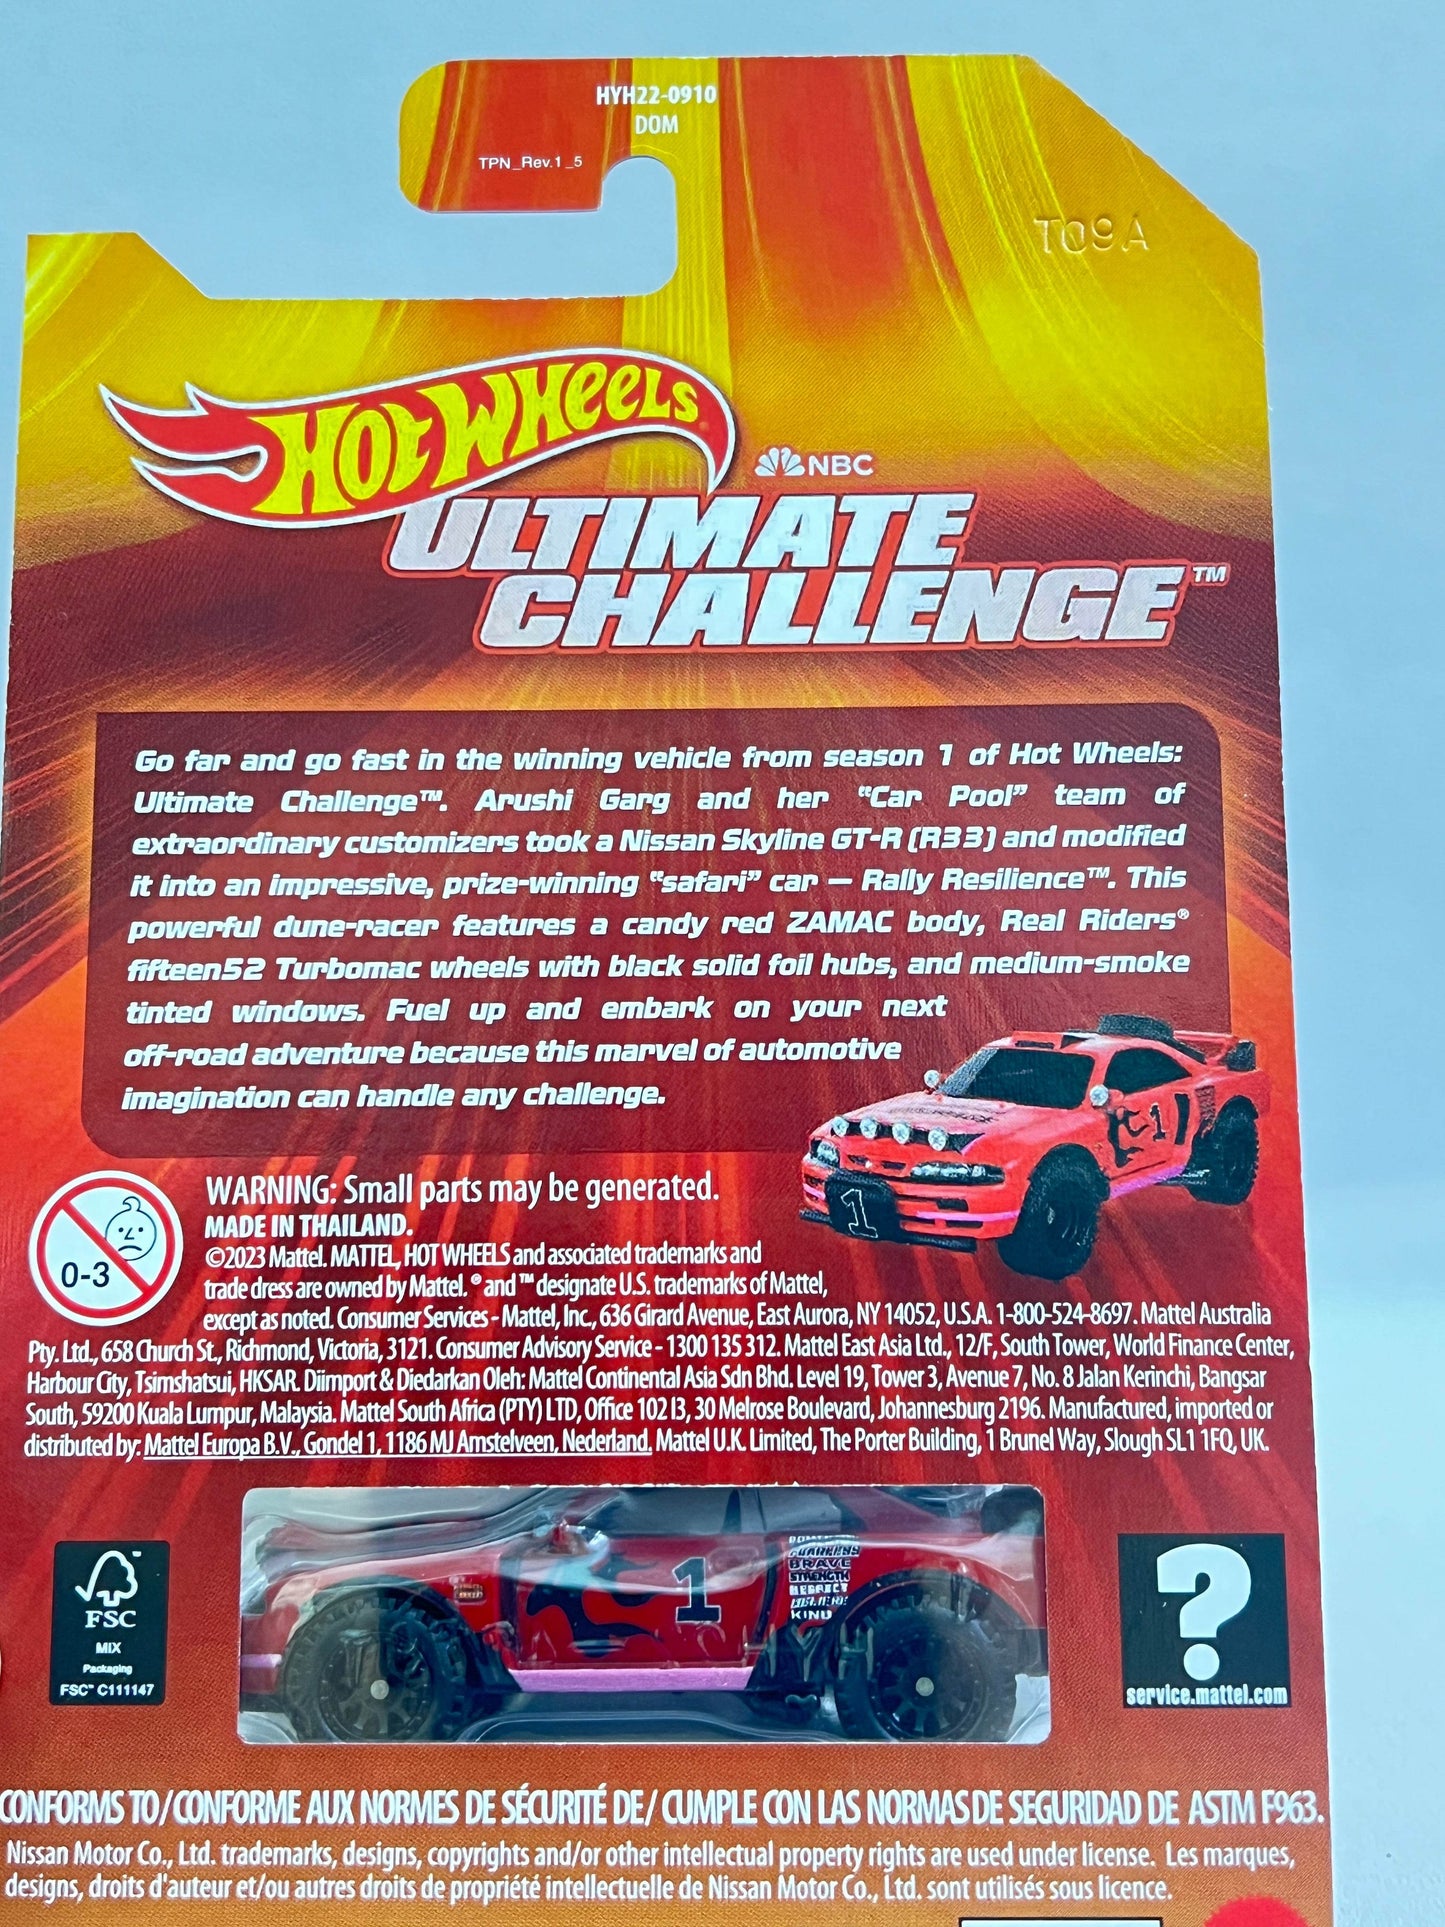 HYH22-0910
DOM
TPN_Rev.1_5
T09A
HOT WHEELS
NBC
ULTIMATE
CHALLENGE™
Go far and go fast in the winning vehicle from season 1 of Hot Wheels:
Ultimate Challenge™. Arushi Garg and her “Car Pool” team of
extraordinary customizers took a Nissan Skyline GT-R (R33) and modified
it into an impressive, prize-winning “safari” car – Rally Resilience™. This
powerful dune-racer features a candy red ZAMAC body, Real Riders®
fifteen52 Turbomac wheels with black solid foil hubs, and medium-smoke
tinted windows. Fuel up and embark on your next
off-road adventure because this marvel of automotive
imagination can handle any challenge.
1
1
0-3
WARNING: Small parts may be generated.
MADE IN THAILAND.
©2023 Mattel. MATTEL, HOT WHEELS and associated trademarks and
trade dress are owned by Mattel. ® and ™ designate U.S. trademarks of Mattel,
except as noted. Consumer Services - Mattel, Inc., 636 Girard Avenue, East Aurora, NY 14052, U.S.A. 1-800-524-8697. Mattel Australia
Pty. Ltd., 658 Church St., Richmond, Victoria, 3121. Consumer Advisory Service - 1300 135 312. Mattel East Asia Ltd., 12/F, South Tower, World Finance Center,
Harbour City, Tsimshatsui, HKSAR. Diimport & Diedarkan Oleh: Mattel Continental Asia Sdn Bhd. Level 19, Tower 3, Avenue 7, No. 8 Jalan Kerinchi, Bangsar
South, 59200 Kuala Lumpur, Malaysia. Mattel South Africa (PTY) LTD, Office 102 I3, 30 Melrose Boulevard, Johannesburg 2196. Manufactured, imported or
distributed by: Mattel Europa B.V., Gondel 1, 1186 MJ Amstelveen, Nederland. Mattel U.K. Limited, The Porter Building, 1 Brunel Way, Slough SL1 1FQ, UK.
FSC
MIX
Packaging
FSC™ C111147
1
FEARLESS
BRAVE
STRENGTH
RESPECT
KIND
?
service.mattel.com
CONFORMS TO/CONFORME AUX NORMES DE SÉCURITÉ DE/ CUMPLE CON LAS NORMAS DE SEGURIDAD DE ASTM F963.
Nissan Motor Co., Ltd. trademarks, designs, copyrights and/or other intellectual property rights are used under license. Les marques,
designs, droits d'auteur et/ou autres droits de propriété intellectuelle de Nissan Motor Co., Ltd. sont utilisés sous licence.